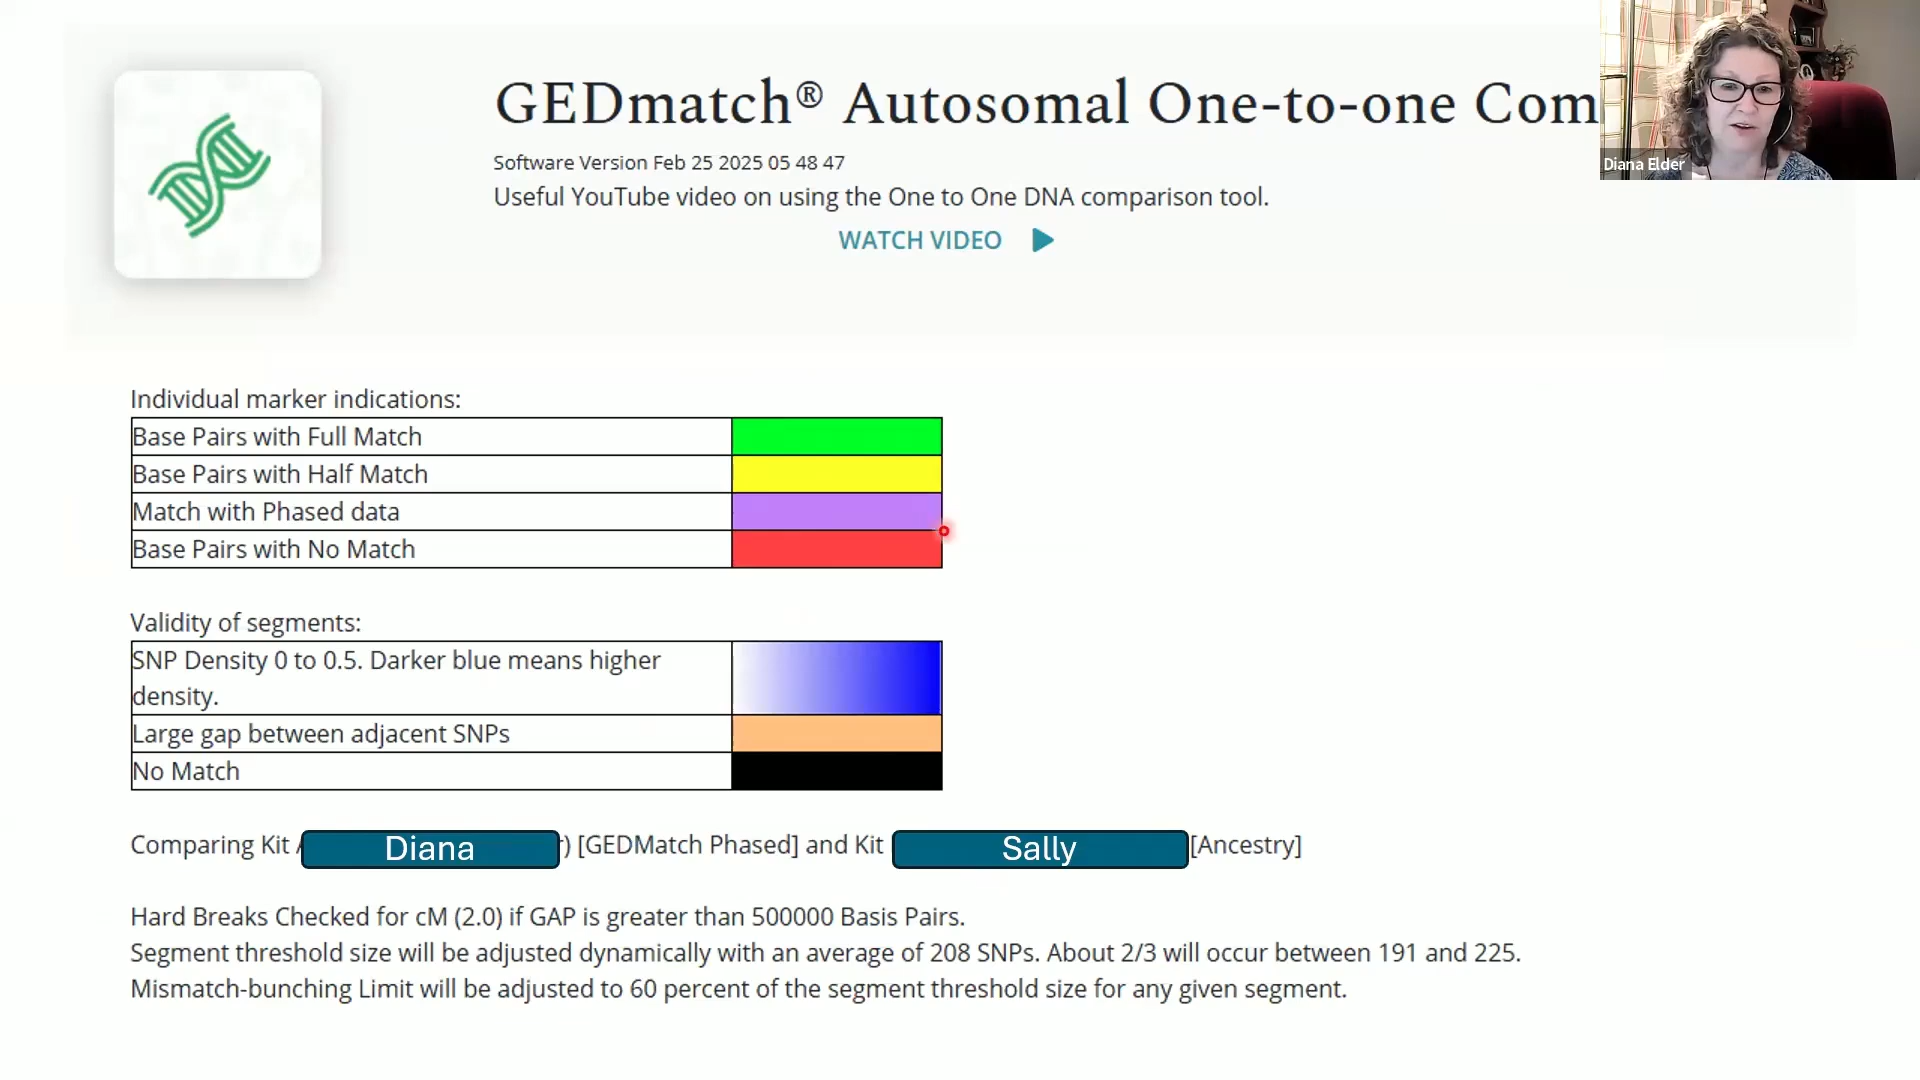 GEDmatch® Autosomal One-to-one Com
Diana Elder
Software Version Feb 25 2025 05 48 47
Useful YouTube video on using the One to One DNA comparison tool.
WATCH VIDEO
Individual marker indications:
Base Pairs with Full Match
Base Pairs with Half Match
Match with Phased data
Base Pairs with No Match
Validity of segments:
SNP Density 0 to 0.5. Darker blue means higher
density.
Large gap between adjacent SNPs
No Match
Comparing Kit Diana ) [GEDMatch Phased] and Kit Sally [Ancestry]
Hard Breaks Checked for cM (2.0) if GAP is greater than 500000 Basis Pairs.
Segment threshold size will be adjusted dynamically with an average of 208 SNPs. About 2/3 will occur between 191 and 225.
Mismatch-bunching Limit will be adjusted to 60 percent of the segment threshold size for any given segment.